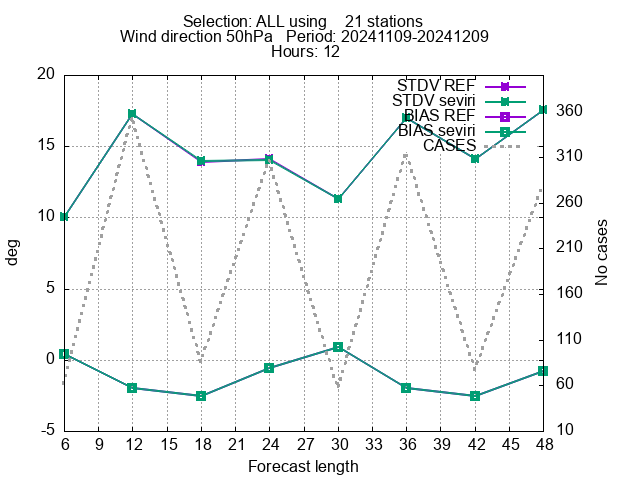 Selection: ALL using    21 stations
Wind direction 50hPa   Period: 20241109-20241209
Hours: 12
20
15
10
5
0
-5
deg
STDV REF
STDV seviri
BIAS REF
BIAS seviri
CASES
360
310
260
210
160
110
60
10
No cases
6 9 12 15 18 21 24 27 30 33 36 39 42 45 48
Forecast length